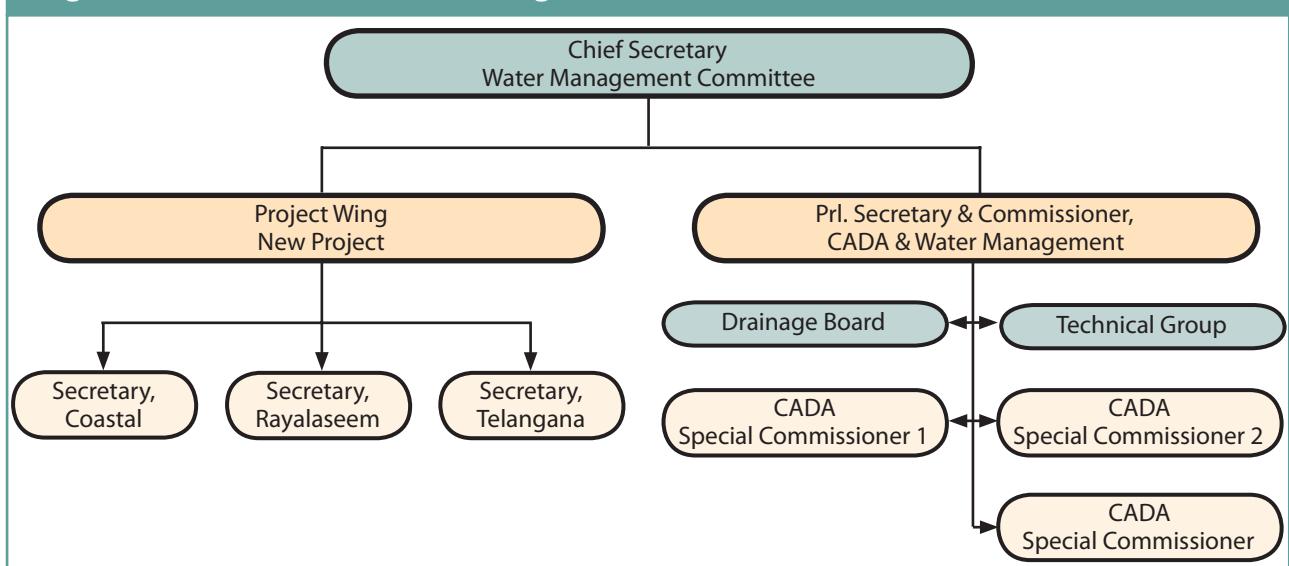 Chief Secretary
Water Management Committee
Project Wing
New Project
Prl. Secretary & Commissioner,
CADA & Water Management
Drainage Board
Technical Group
Secretary,
Coastal
Secretary,
Rayalaseem
Secretary,
Telangana
CADA
Special Commissioner 1
CADA
Special Commissioner 2
CADA
Special Commissioner